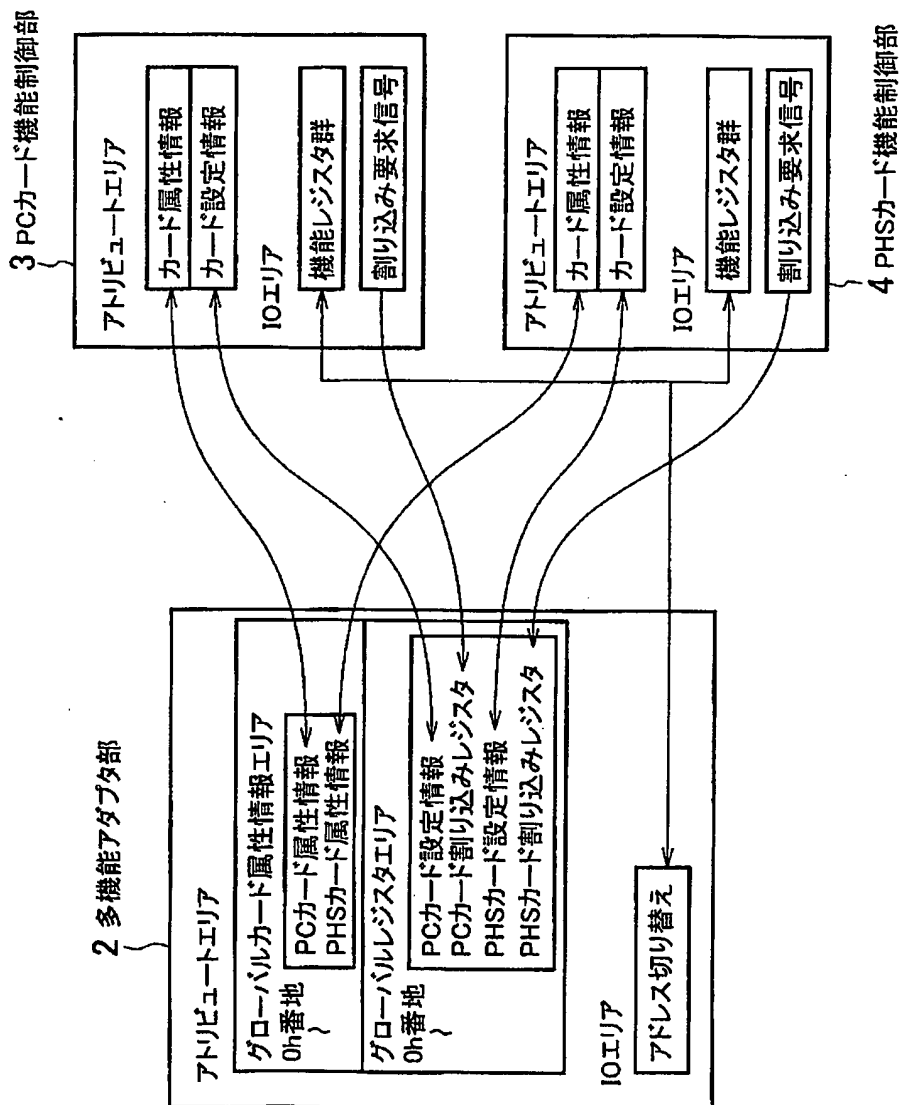 2 多機能アダプタ部
アトリビュートエリア
グローバルカード属性情報エリア
0h番地
～
PCカード属性情報
PHSカード属性情報
グローバルレジスタエリア
0h番地
～
PCカード設定情報
PCカード割り込みレジスタ
PHSカード設定情報
PHSカード割り込みレジスタ
IOエリア
アドレス切り替え
3 PCカード機能制御部
アトリビュートエリア
カード属性情報
カード設定情報
IOエリア
機能レジスタ群
割り込み要求信号
アトリビュートエリア
カード属性情報
カード設定情報
IOエリア
機能レジスタ群
割り込み要求信号
4 PHSカード機能制御部